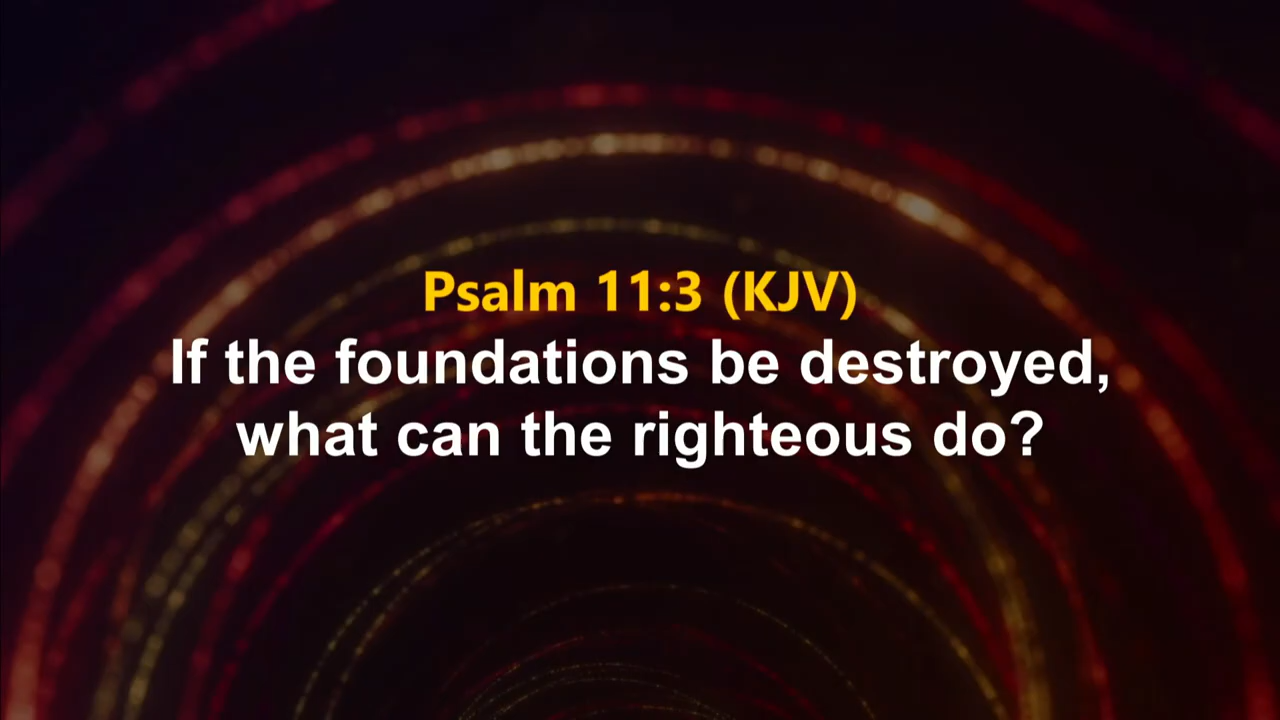 Psalm 11:3 (KJV)
If the foundations be destroyed,
what can the righteous do?